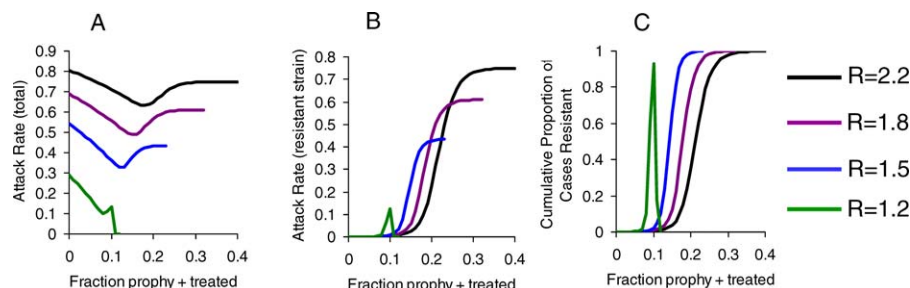 A
Attack Rate (total)
0.9
0.8
0.7
0.6
0.5
0.4
0.3
0.2
0.1
0
0 0.1 0.2 0.3 0.4
Fraction prophy + treated
B
Attack Rate (resistant strain)
0.8
0.7
0.6
0.5
0.4
0.3
0.2
0.1
0
0 0.1 0.2 0.3 0.4
Fraction prophy + treated
C
Cumulative Proportion of
Cases Resistant
1
0.8
0.6
0.4
0.2
0
0 0.1 0.2 0.3 0.4
Fraction prophy + treated
R=2.2
R=1.8
R=1.5
R=1.2